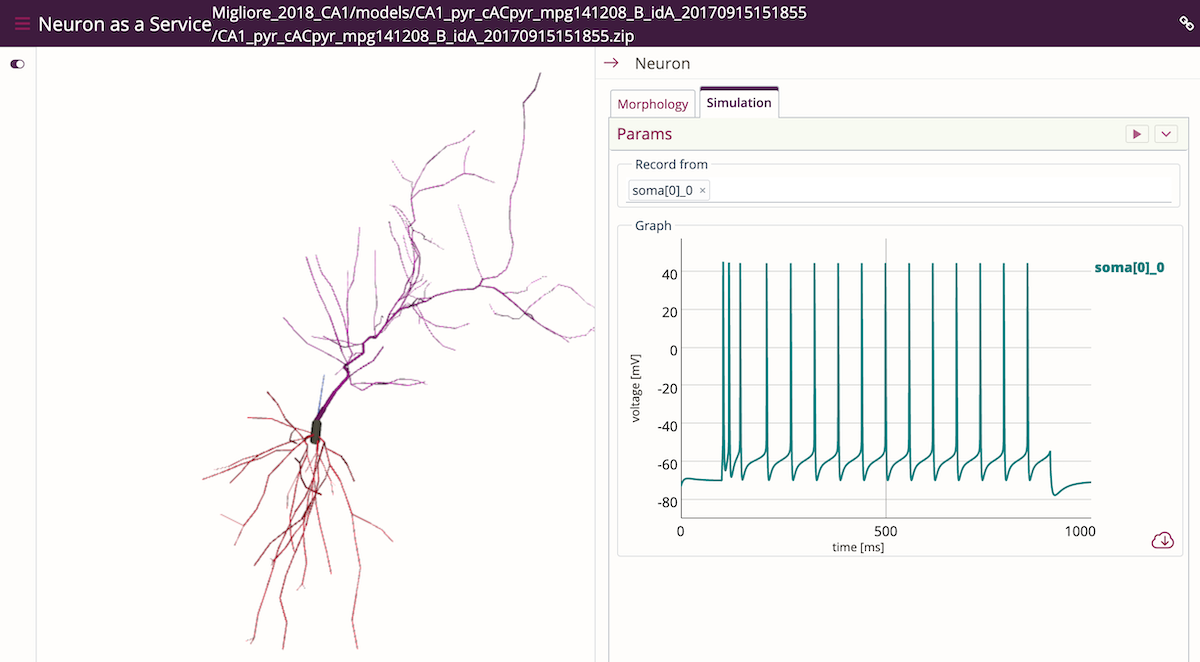 Neuron as a Service
Migliore_2018_CA1/models/CA1_pyr_cACpyr_mpg141208_B_idA_20170915151855
/CA1_pyr_cACpyr_mpg141208_B_idA_20170915151855.zip
Neuron
Morphology
Simulation
Params
Record from
soma[0]_0 ×
Graph
soma[0]_0
40
20
0
-20
-40
-60
-80
voltage [mV]
0
500
1000
time [ms]